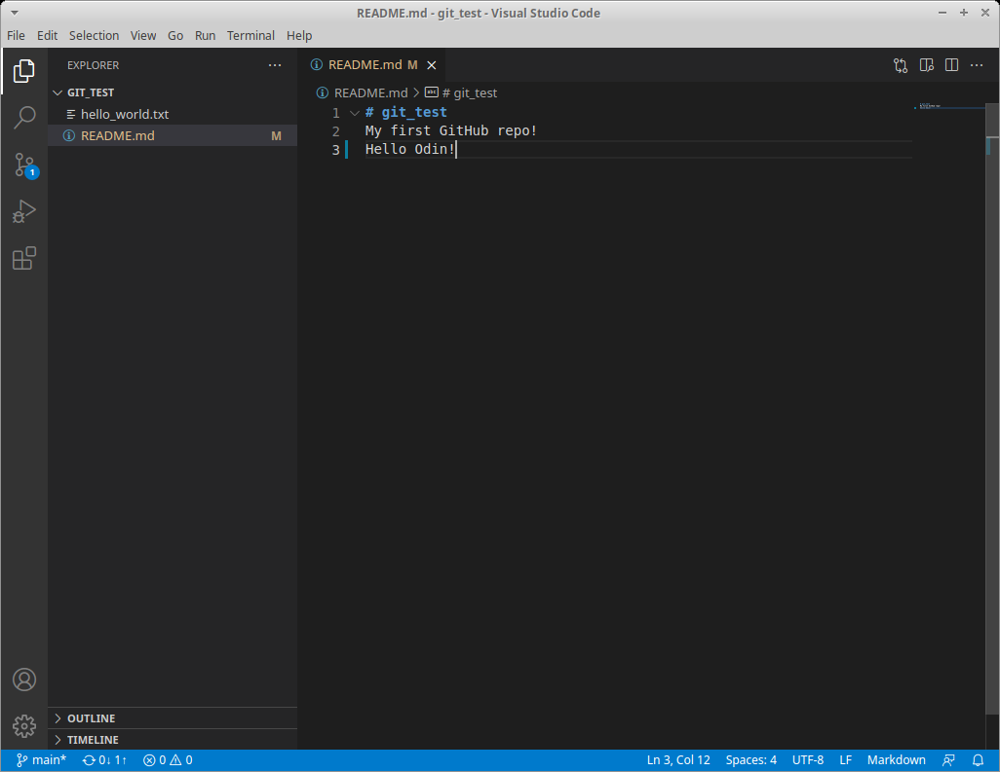 README.md - git_test - Visual Studio Code
File Edit Selection View Go Run Terminal Help
EXPLORER
GIT_TEST
hello_world.txt
README.md M
README.md M
README.md > # git_test
1 # git_test
2 My first GitHub repo!
3 Hello Odin!
1
OUTLINE
TIMELINE
main* 0↓ 1↑ 0 0 Ln 3, Col 12 Spaces: 4 UTF-8 LF Markdown